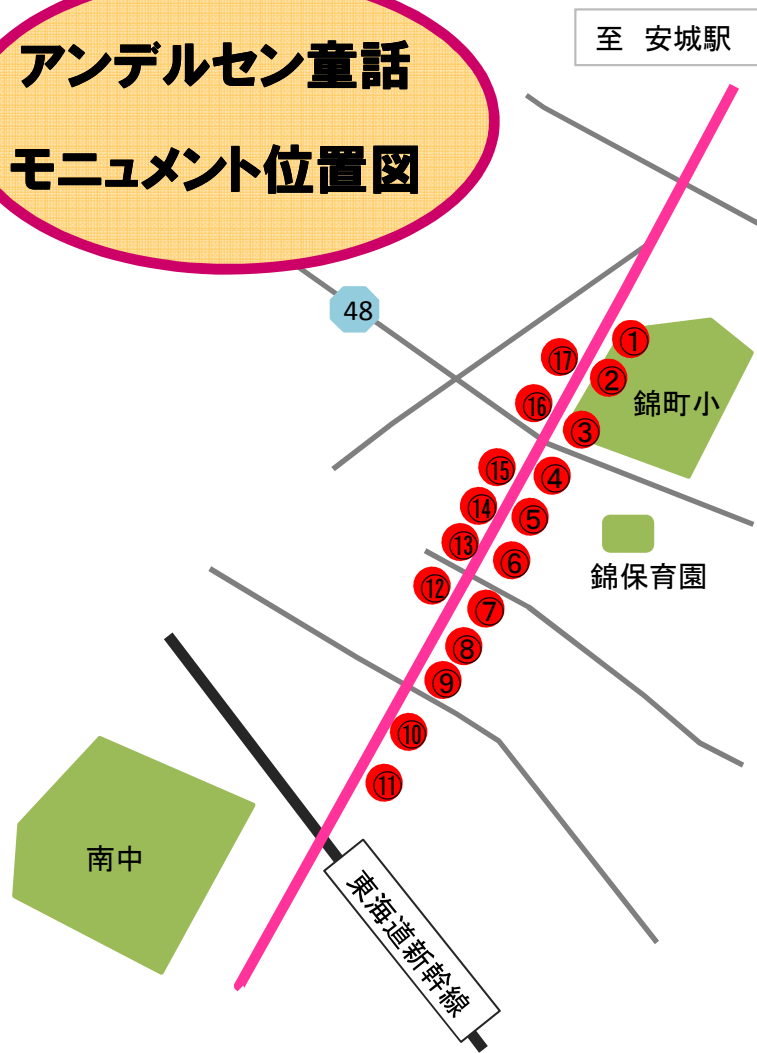 アンデルセン童話
モニュメント位置図
至　安城駅
48
①
⑰
②
錦町小
⑯
③
⑮
④
⑭
⑤
⑬
⑥
錦保育園
⑫
⑦
⑧
⑨
⑩
⑪
南中
東海道新幹線